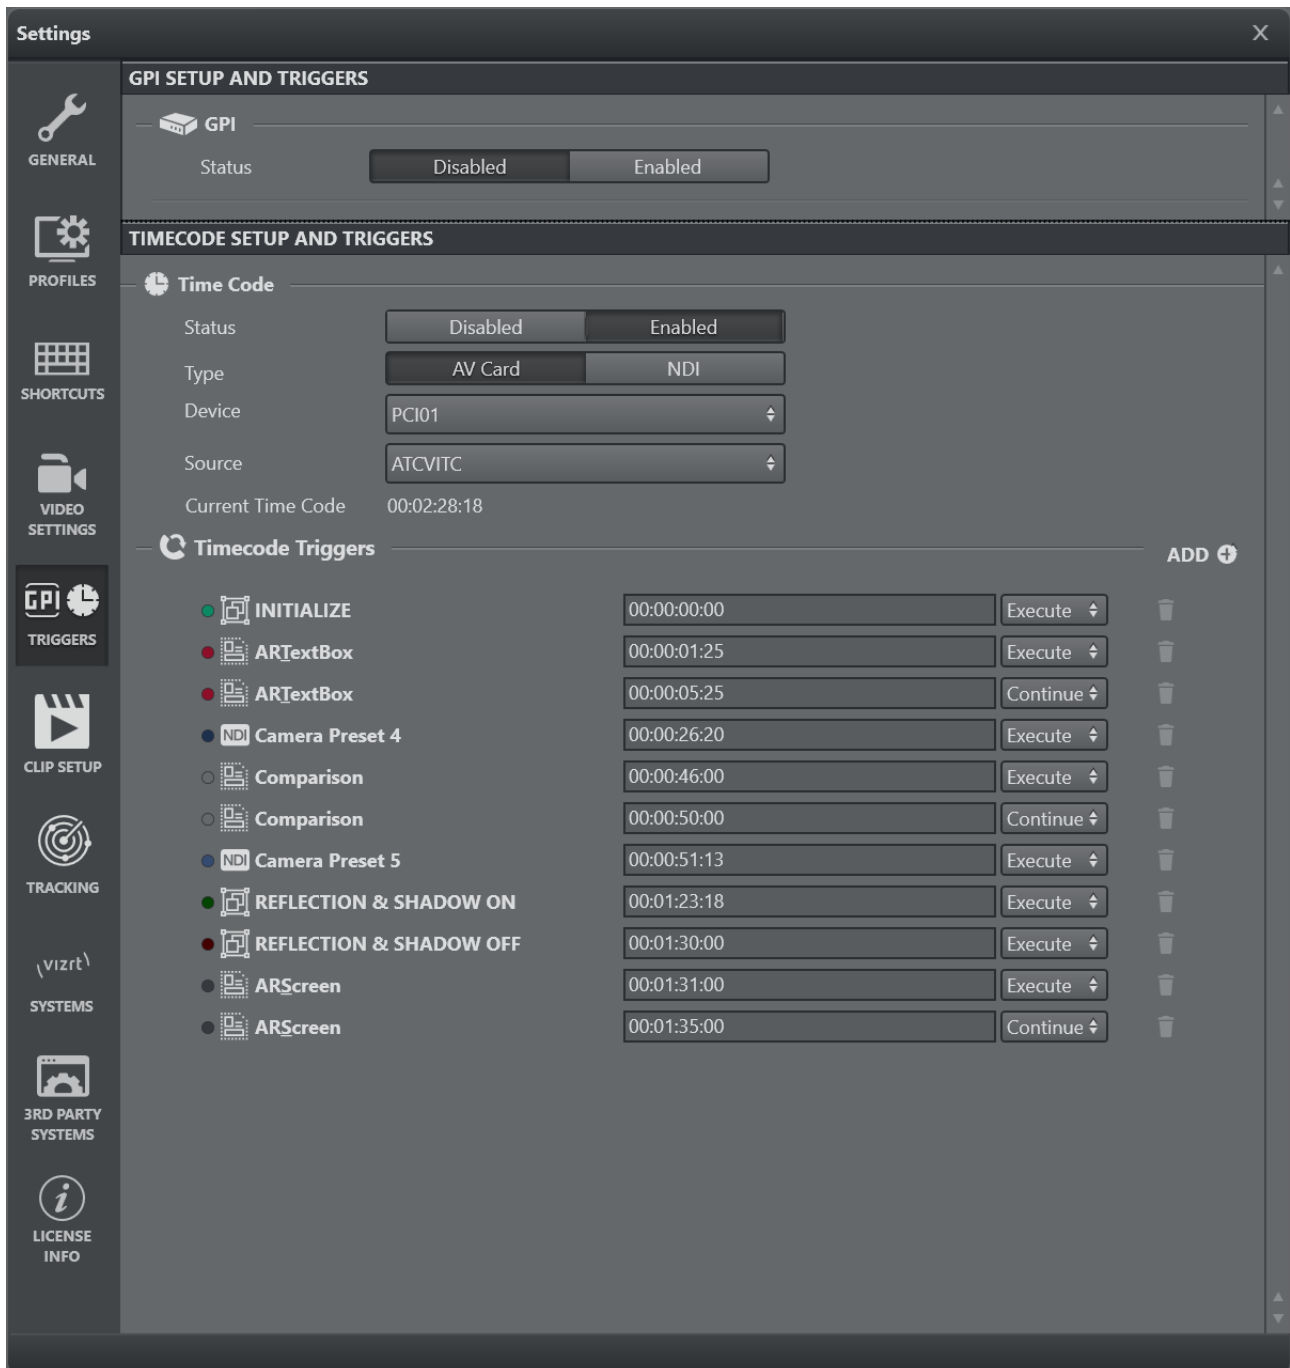 Settings X
GPI SETUP AND TRIGGERS
GPI
Status Disabled Enabled
TIMECODE SETUP AND TRIGGERS
Time Code
Status Disabled Enabled
Type AV Card NDI
Device PCI01
Source ATCVITC
Current Time Code 00:02:28:18
Timecode Triggers ADD
INITIALIZE 00:00:00:00 Execute
ARTextBox 00:00:01:25 Execute
ARTextBox 00:00:05:25 Continue
NDI Camera Preset 4 00:00:26:20 Execute
Comparison 00:00:46:00 Execute
Comparison 00:00:50:00 Continue
NDI Camera Preset 5 00:00:51:13 Execute
REFLECTION & SHADOW ON 00:01:23:18 Execute
REFLECTION & SHADOW OFF 00:01:30:00 Execute
ARScreen 00:01:31:00 Execute
ARScreen 00:01:35:00 Continue
GENERAL
PROFILES
SHORTCUTS
VIDEO
SETTINGS
GPI
TRIGGERS
CLIP SETUP
TRACKING
vizrt
SYSTEMS
3RD PARTY
SYSTEMS
i
LICENSE
INFO